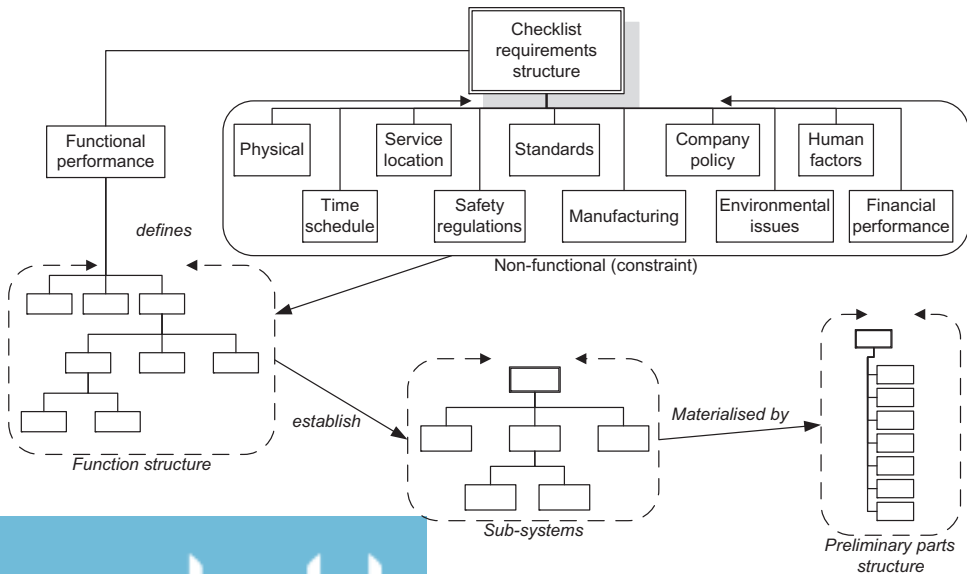 Checklist
requirements
structure
Functional
performance
Physical
Service
location
Standards
Company
policy
Human
factors
Time
schedule
Safety
regulations
Manufacturing
Environmental
issues
Financial
performance
Non-functional (constraint)
defines
Function structure
establish
Sub-systems
Materialised by
Preliminary parts
structure